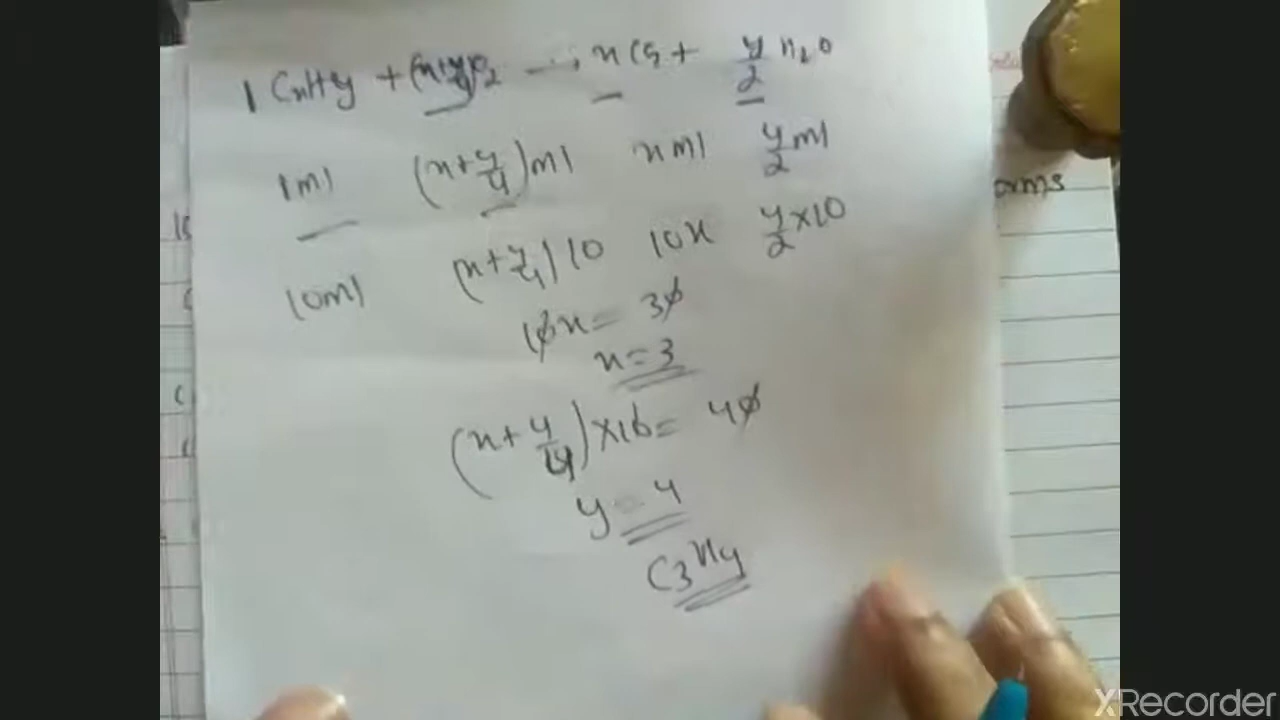 1 CxHy + (x+y/4)O2 → xCO2 + y/2 H2O
1ml (x+y/4)ml xml y/2 ml
10ml (x+y/4)10 10x y/2×10
10x = 30
x=3
(x+y/4)×10= 40
y=4
C3H4
orms
XRecorder